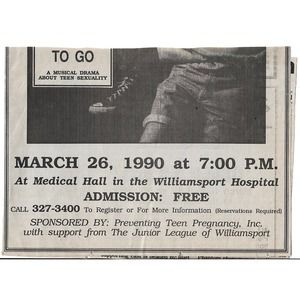 TO GO
A MUSICAL DRAMA
ABOUT TEEN SEXUALITY
MARCH 26, 1990 at 7:00 P.M.
At Medical Hall in the Williamsport Hospital
ADMISSION: FREE
CALL 327-3400 To Register or For More Information (Reservations Required)
SPONSORED BY: Preventing Teen Pregnancy, Inc.
with support from The Junior League of Williamsport